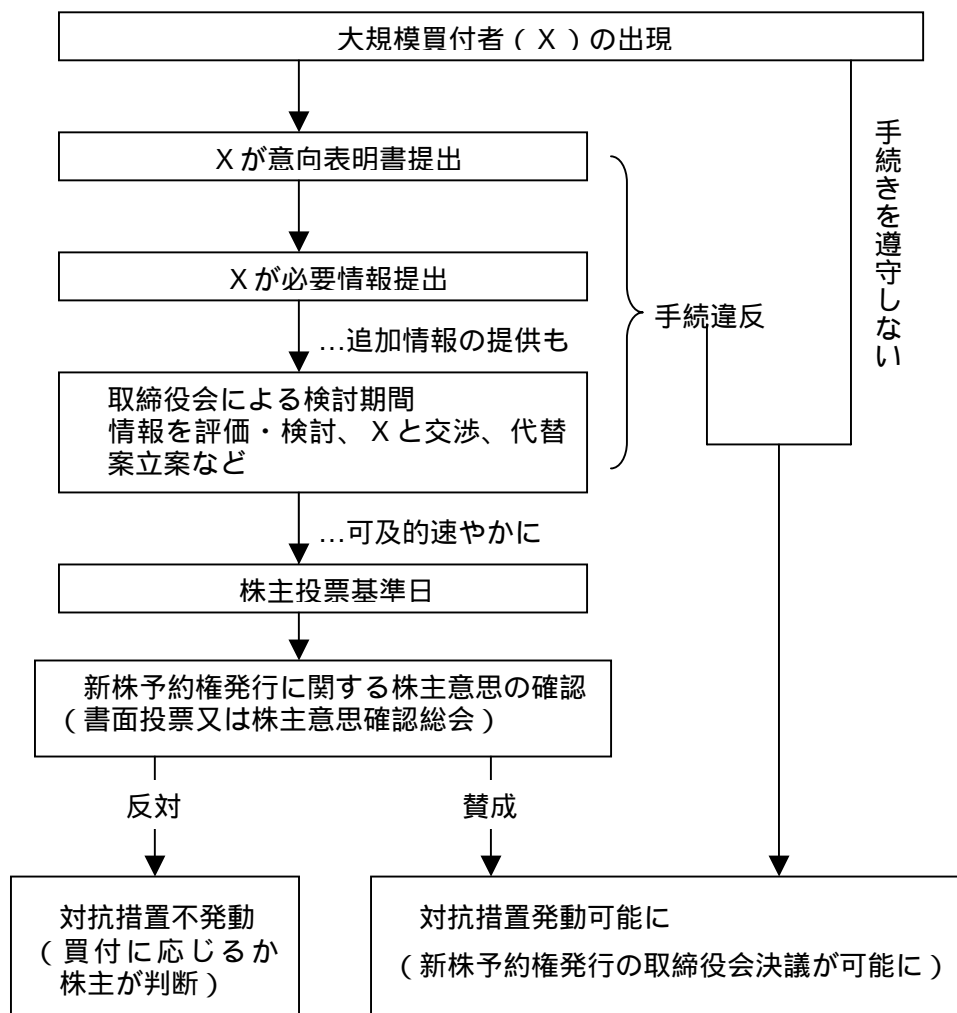 大規模買付者(X)の出現
Xが意向表明書提出
手続きを遵守しない
Xが必要情報提出
手続違反
…追加情報の提供も
取締役会による検討期間
情報を評価・検討、Xと交渉、代替
案立案など
…可及的速やかに
株主投票基準日
新株予約権発行に関する株主意思の確認
(書面投票又は株主意思確認総会)
反対
賛成
対抗措置不発動
(買付に応じるか
株主が判断)
対抗措置発動可能に
(新株予約権発行の取締役会決議が可能に)